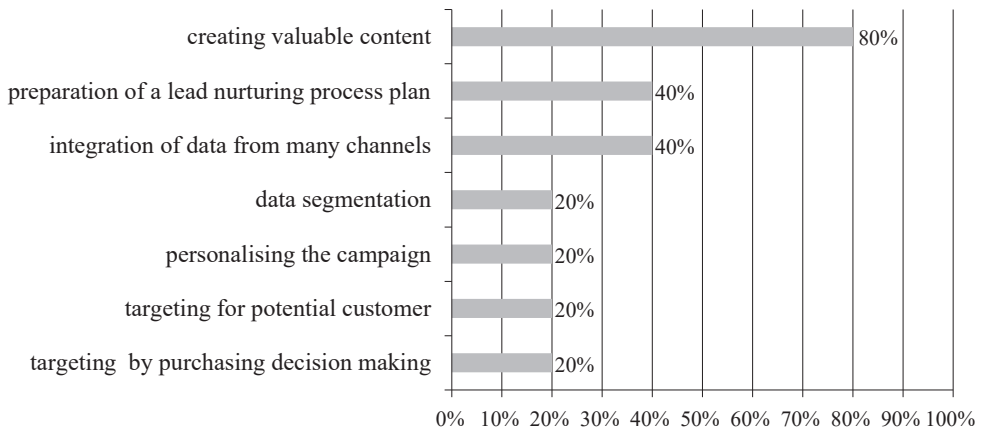 creating valuable content 80%
preparation of a lead nurturing process plan 40%
integration of data from many channels 40%
data segmentation 20%
personalising the campaign 20%
targeting for potential customer 20%
targeting by purchasing decision making 20%
0% 10% 20% 30% 40% 50% 60% 70% 80% 90% 100%